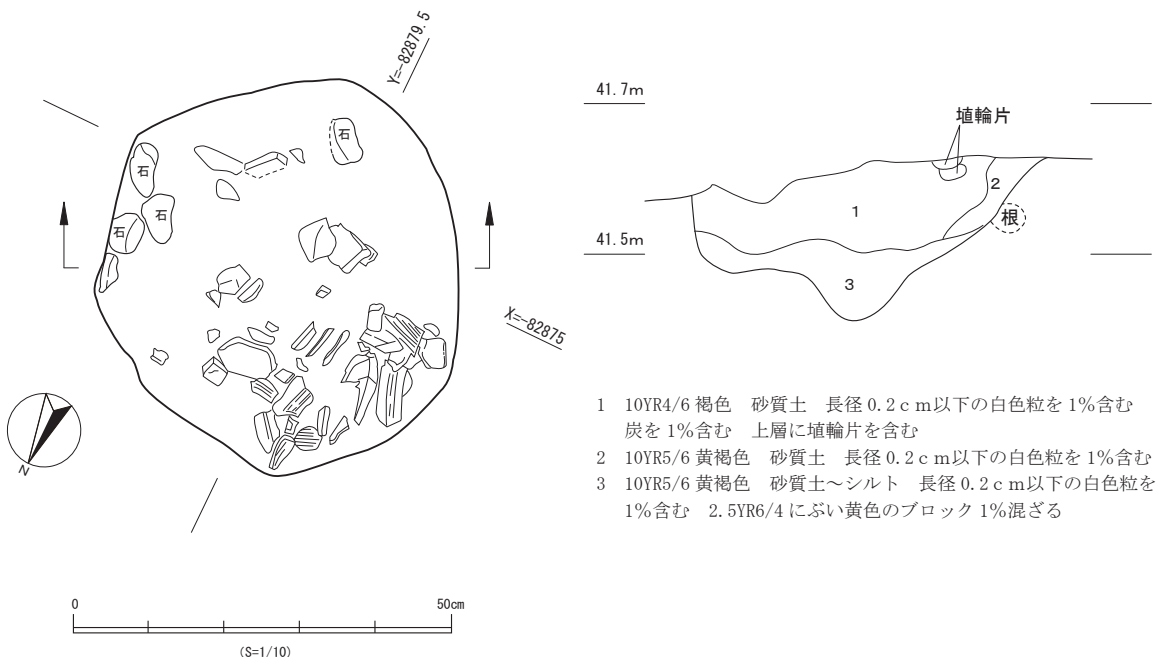 Y=-82879.5
石
石
石
石
X=-82875
N
0 50cm
(S=1/10)
41.7m
埴輪片
2
1
根
41.5m
3
1 10YR4/6 褐色 砂質土 長径 0.2ｃｍ以下の白色粒を 1%含む
炭を 1%含む 上層に埴輪片を含む
2 10YR5/6 黄褐色 砂質土 長径 0.2ｃｍ以下の白色粒を 1%含む
3 10YR5/6 黄褐色 砂質土～シルト 長径 0.2ｃｍ以下の白色粒を
1%含む 2.5YR6/4 にぶい黄色のブロック 1%混ざる